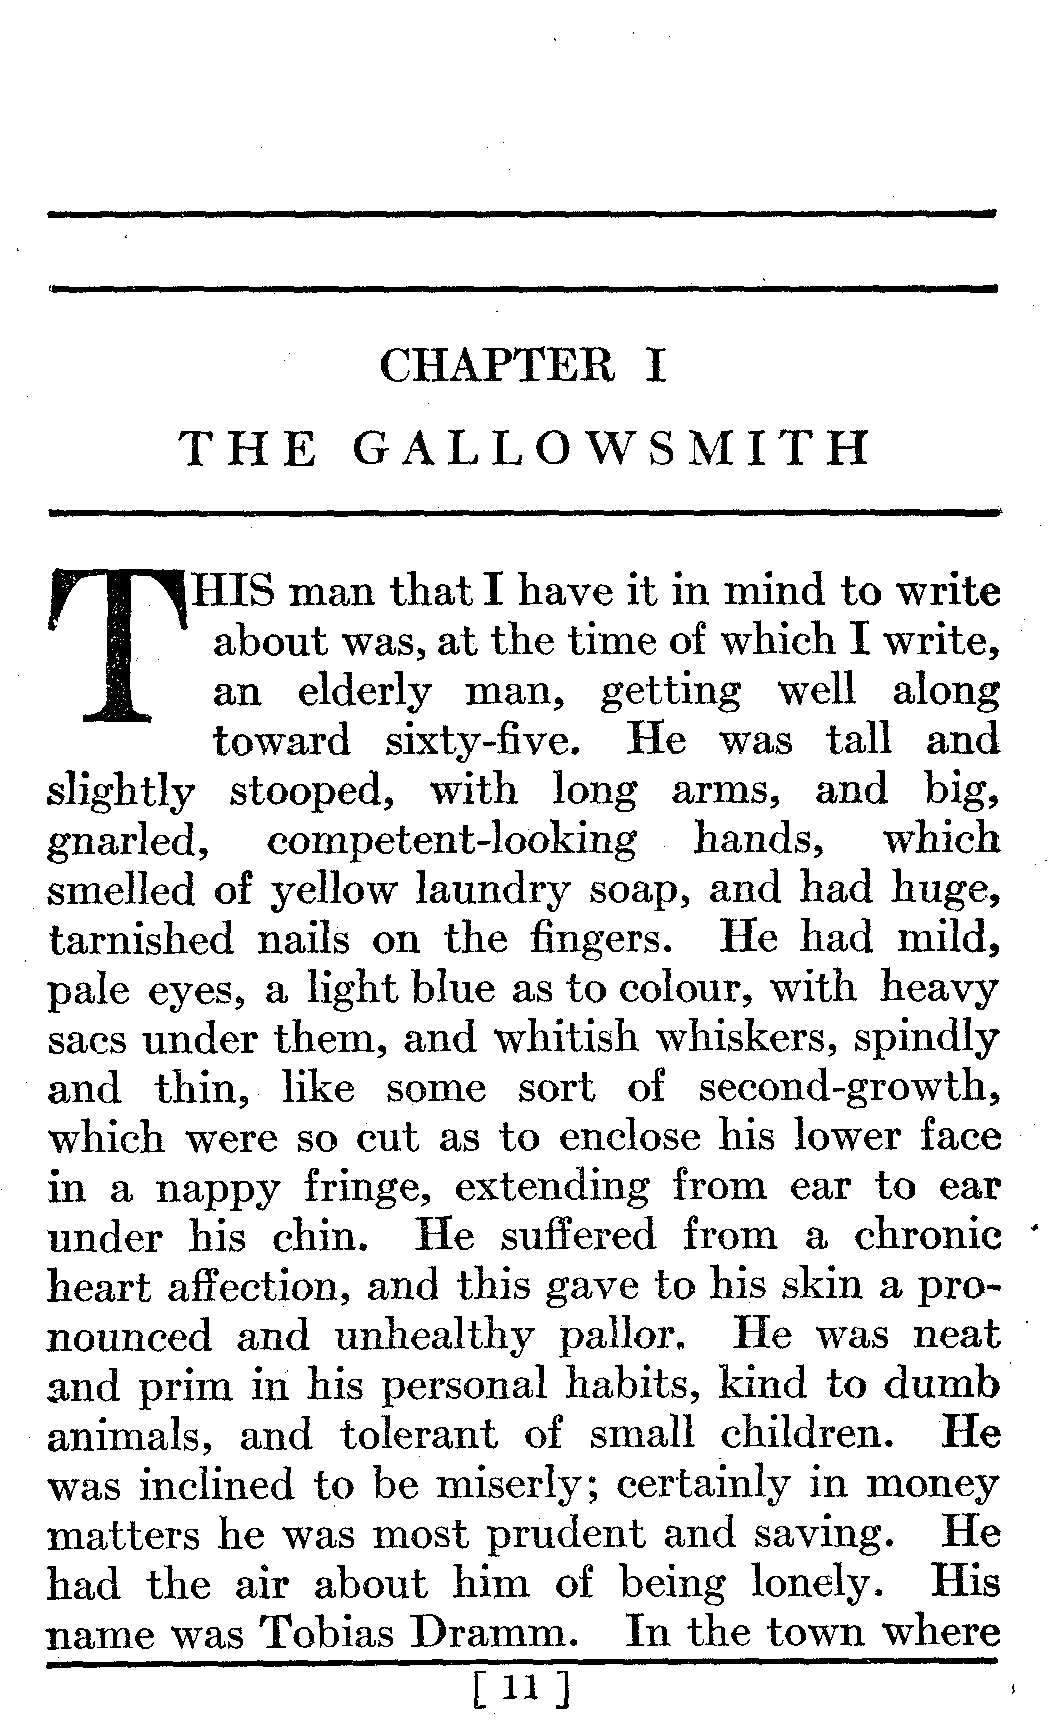 CHAPTER I
THE GALLOWSMITH
THIS man that I have it in mind to write
about was, at the time of which I write,
an elderly man, getting well along
toward sixty-five. He was tall and
slightly stooped, with long arms, and big,
gnarled, competent-looking hands, which
smelled of yellow laundry soap, and had huge,
tarnished nails on the fingers. He had mild,
pale eyes, a light blue as to colour, with heavy
sacs under them, and whitish whiskers, spindly
and thin, like some sort of second-growth,
which were so cut as to enclose his lower face
in a nappy fringe, extending from ear to ear
under his chin. He suffered from a chronic
heart affection, and this gave to his skin a pro-
nounced and unhealthy pallor. He was neat
and prim in his personal habits, kind to dumb
animals, and tolerant of small children. He
was inclined to be miserly; certainly in money
matters he was most prudent and saving. He
had the air about him of being lonely. His
name was Tobias Dramm. In the town where
[ 11 ]